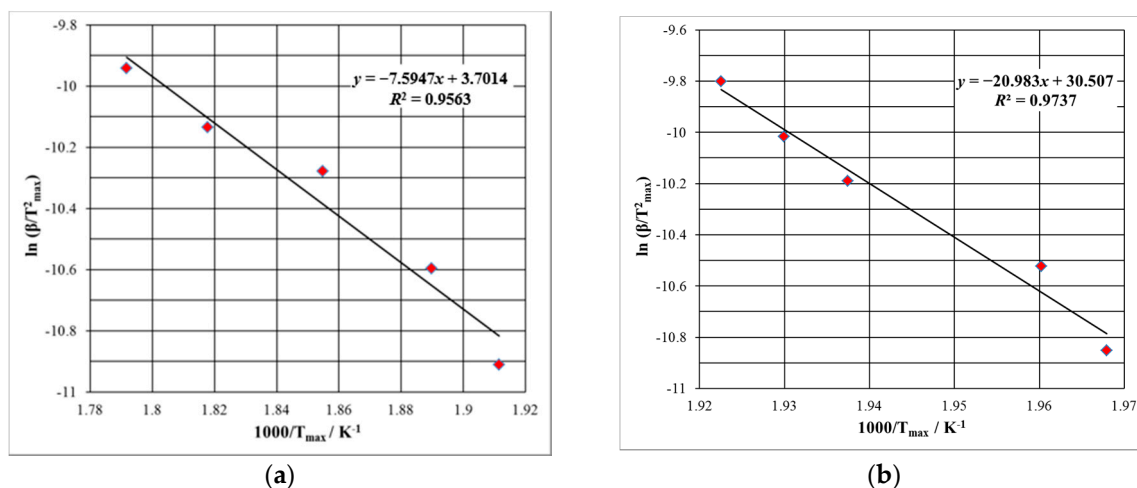 -9.8
-10
-10.2
-10.4
-10.6
-10.8
-11
1.78 1.8 1.82 1.84 1.86 1.88 1.9 1.92
ln (β/T²max)
1000/Tmax / K-1
y = −7.5947x + 3.7014
R² = 0.9563
(a)
-9.6
-9.8
-10
-10.2
-10.4
-10.6
-10.8
-11
1.92 1.93 1.94 1.95 1.96 1.97
ln (β/T²max)
1000/Tmax / K-1
y = −20.983x + 30.507
R² = 0.9737
(b)